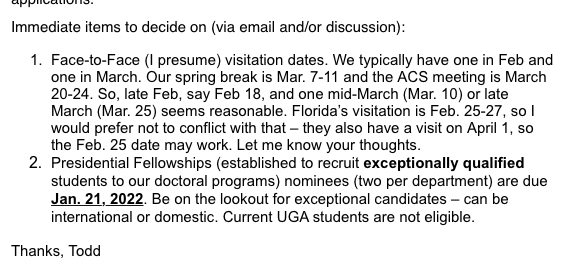 applications.
Immediate items to decide on (via email and/or discussion):
1. Face-to-Face (I presume) visitation dates. We typically have one in Feb and
one in March. Our spring break is Mar. 7-11 and the ACS meeting is March
20-24. So, late Feb, say Feb 18, and one mid-March (Mar. 10) or late
March (Mar. 25) seems reasonable. Florida's visitation is Feb. 25-27, so I
would prefer not to conflict with that – they also have a visit on April 1, so
the Feb. 25 date may work. Let me know your thoughts.
2. Presidential Fellowships (established to recruit exceptionally qualified
students to our doctoral programs) nominees (two per department) are due
Jan. 21, 2022. Be on the lookout for exceptional candidates – can be
international or domestic. Current UGA students are not eligible.
Thanks, Todd